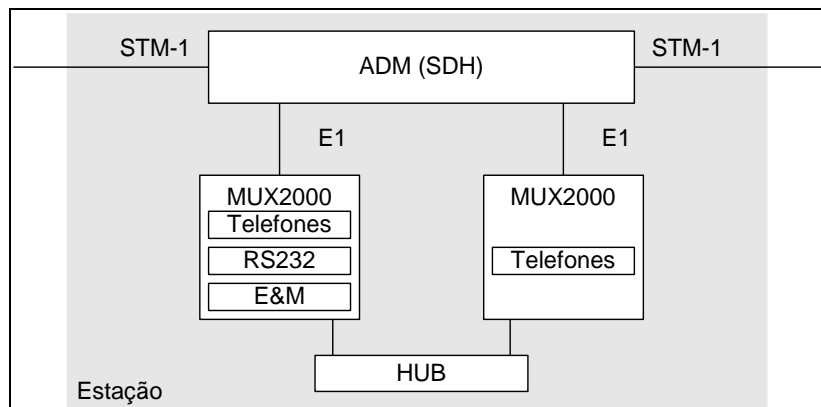 STM-1
ADM (SDH)
STM-1
E1
E1
MUX2000
Telefones
RS232
E&M
MUX2000
Telefones
HUB
Estação